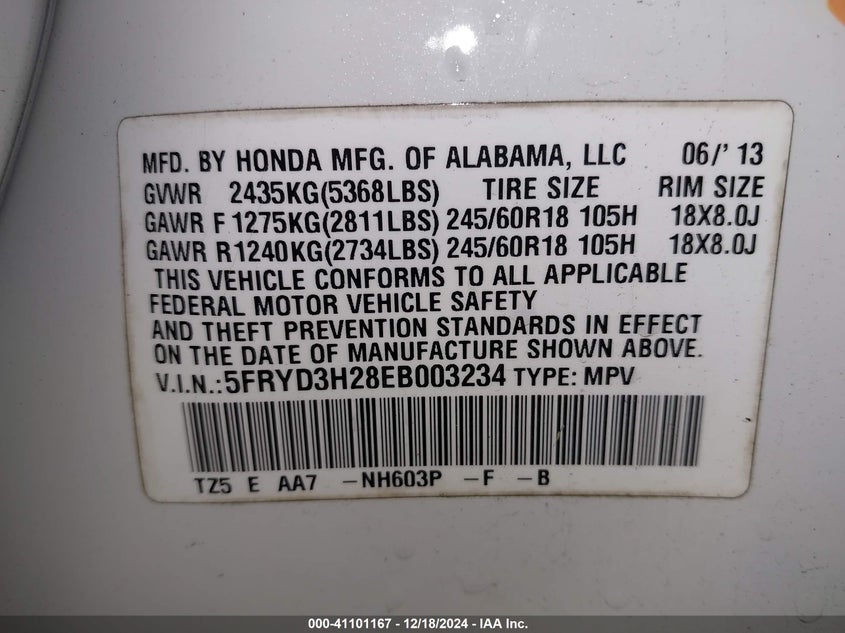 MFD. BY HONDA MFG. OF ALABAMA, LLC 06/' 13
GVWR 2435KG(5368LBS) TIRE SIZE RIM SIZE
GAWR F 1275KG(2811LBS) 245/60R18 105H 18X8.0J
GAWR R1240KG(2734LBS) 245/60R18 105H 18X8.0J
THIS VEHICLE CONFORMS TO ALL APPLICABLE
FEDERAL MOTOR VEHICLE SAFETY
AND THEFT PREVENTION STANDARDS IN EFFECT
ON THE DATE OF MANUFACTURE SHOWN ABOVE.
V.I.N.:5FRYD3H28EB003234 TYPE: MPV
TZ5 E AA7 -NH603P -F -B
000-41101167 - 12/18/2024 - IAA Inc.